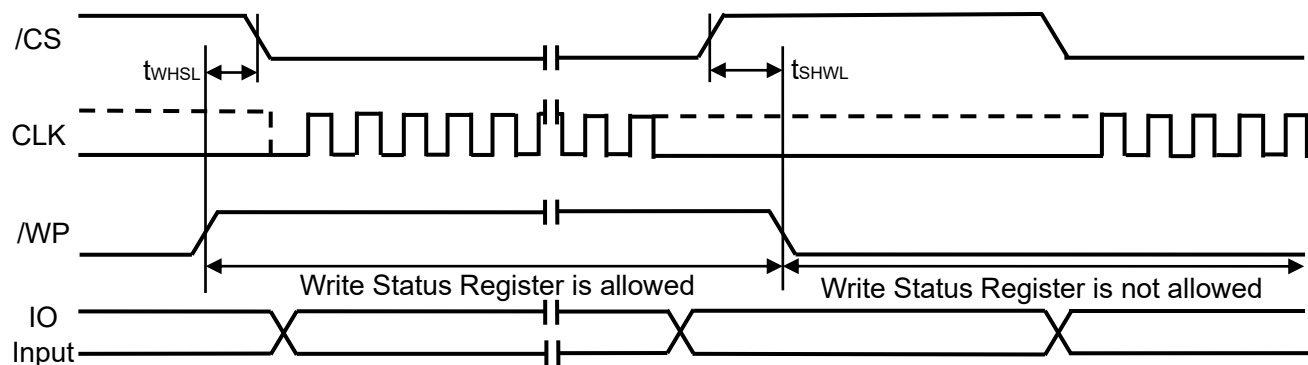 /CS
tWHSL
tSHWL
CLK
/WP
Write Status Register is allowed
Write Status Register is not allowed
IO
Input